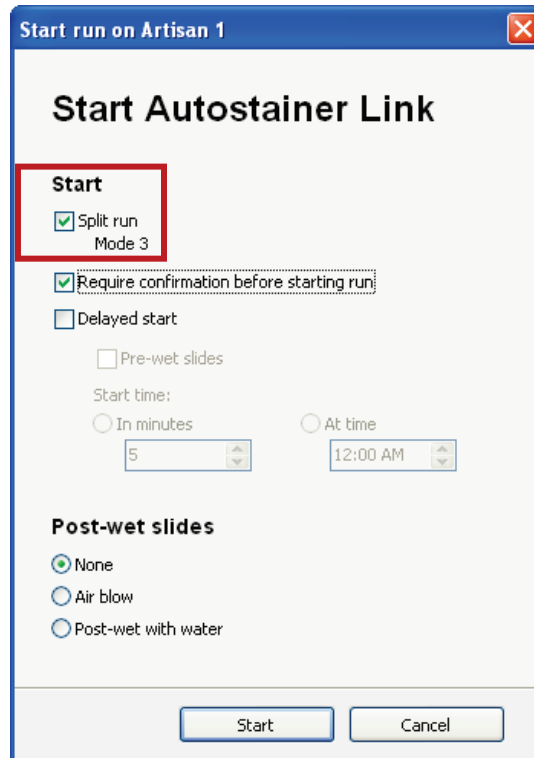 Start run on Artisan 1
Start Autostainer Link
Start
Split run
Mode 3
Require confirmation before starting run
Delayed start
Pre-wet slides
Start time:
In minutes
At time
5
12:00 AM
Post-wet slides
None
Air blow
Post-wet with water
Start
Cancel